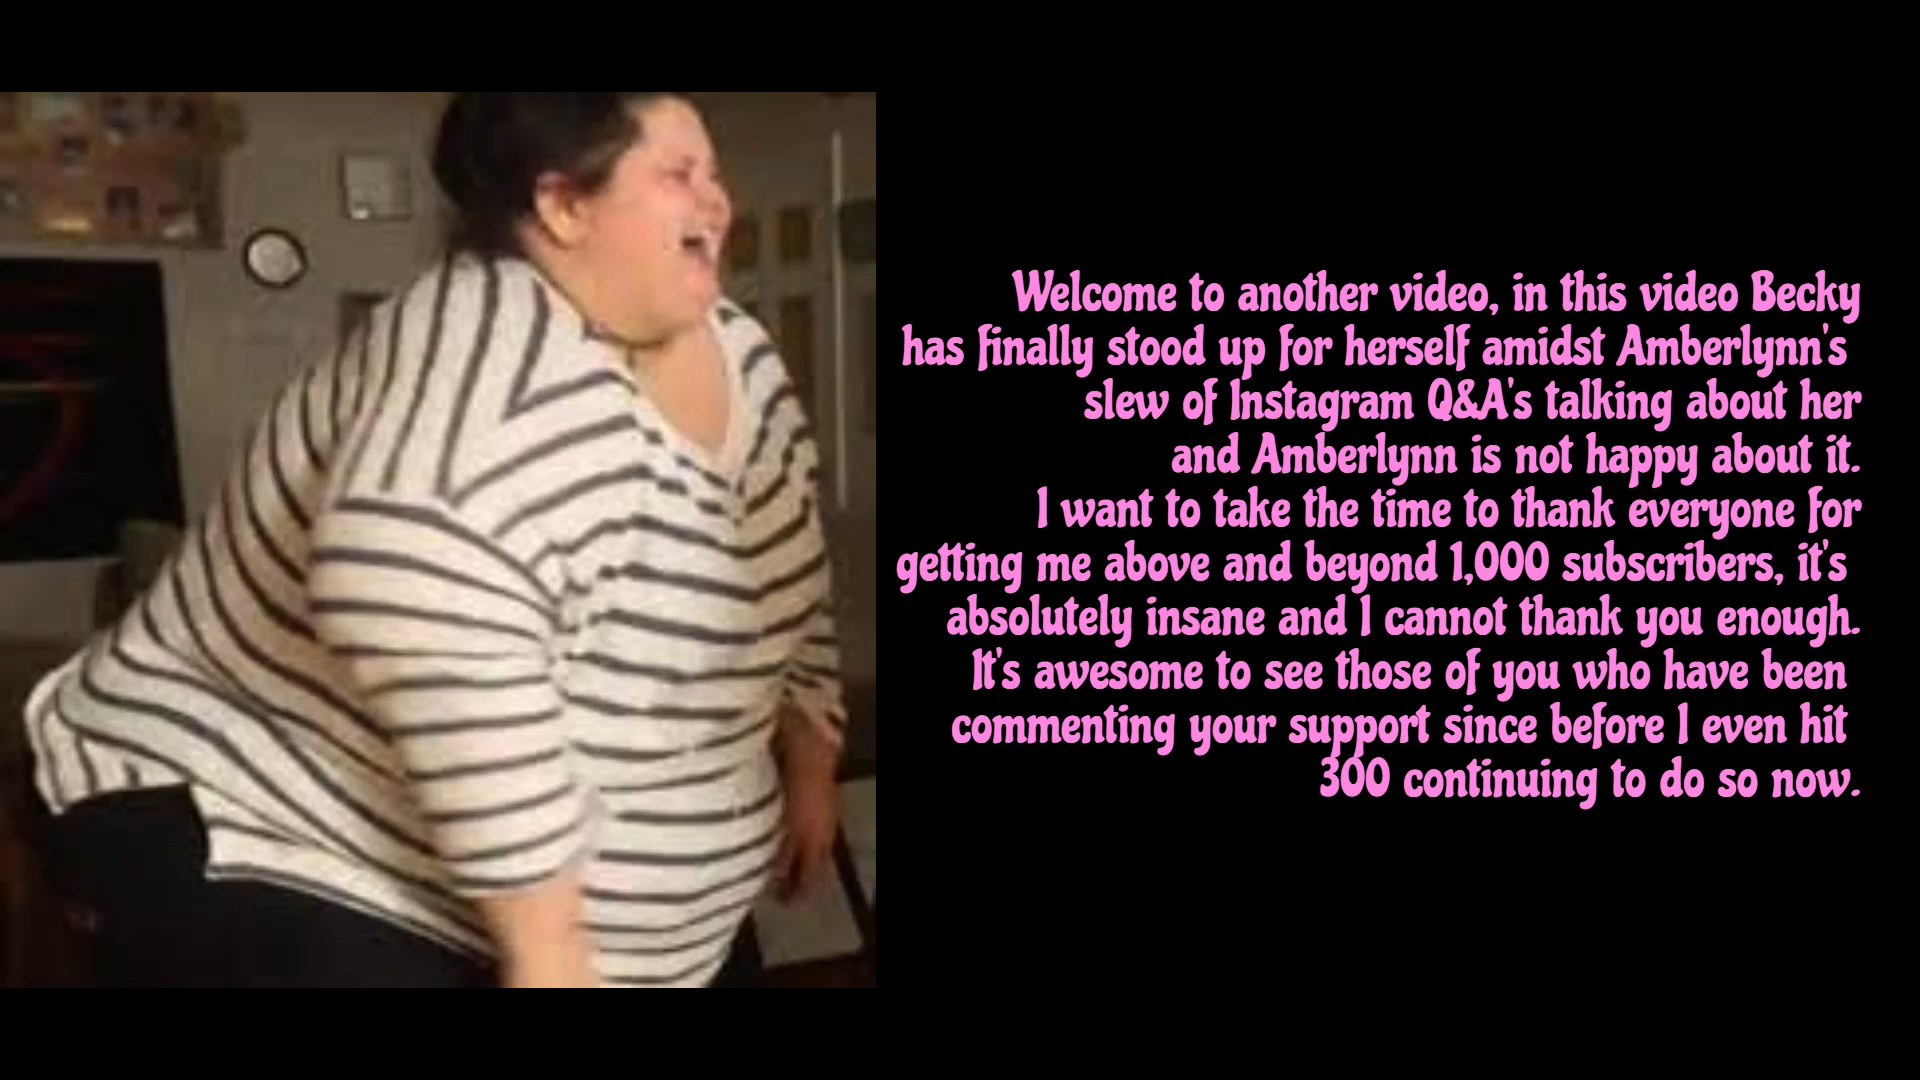 Welcome to another video, in this video Becky
has finally stood up for herself amidst Amberlynn's
slew of Instagram Q&A's talking about her
and Amberlynn is not happy about it.
I want to take the time to thank everyone for
getting me above and beyond 1,000 subscribers, it's
absolutely insane and I cannot thank you enough.
It's awesome to see those of you who have been
commenting your support since before I even hit
300 continuing to do so now.